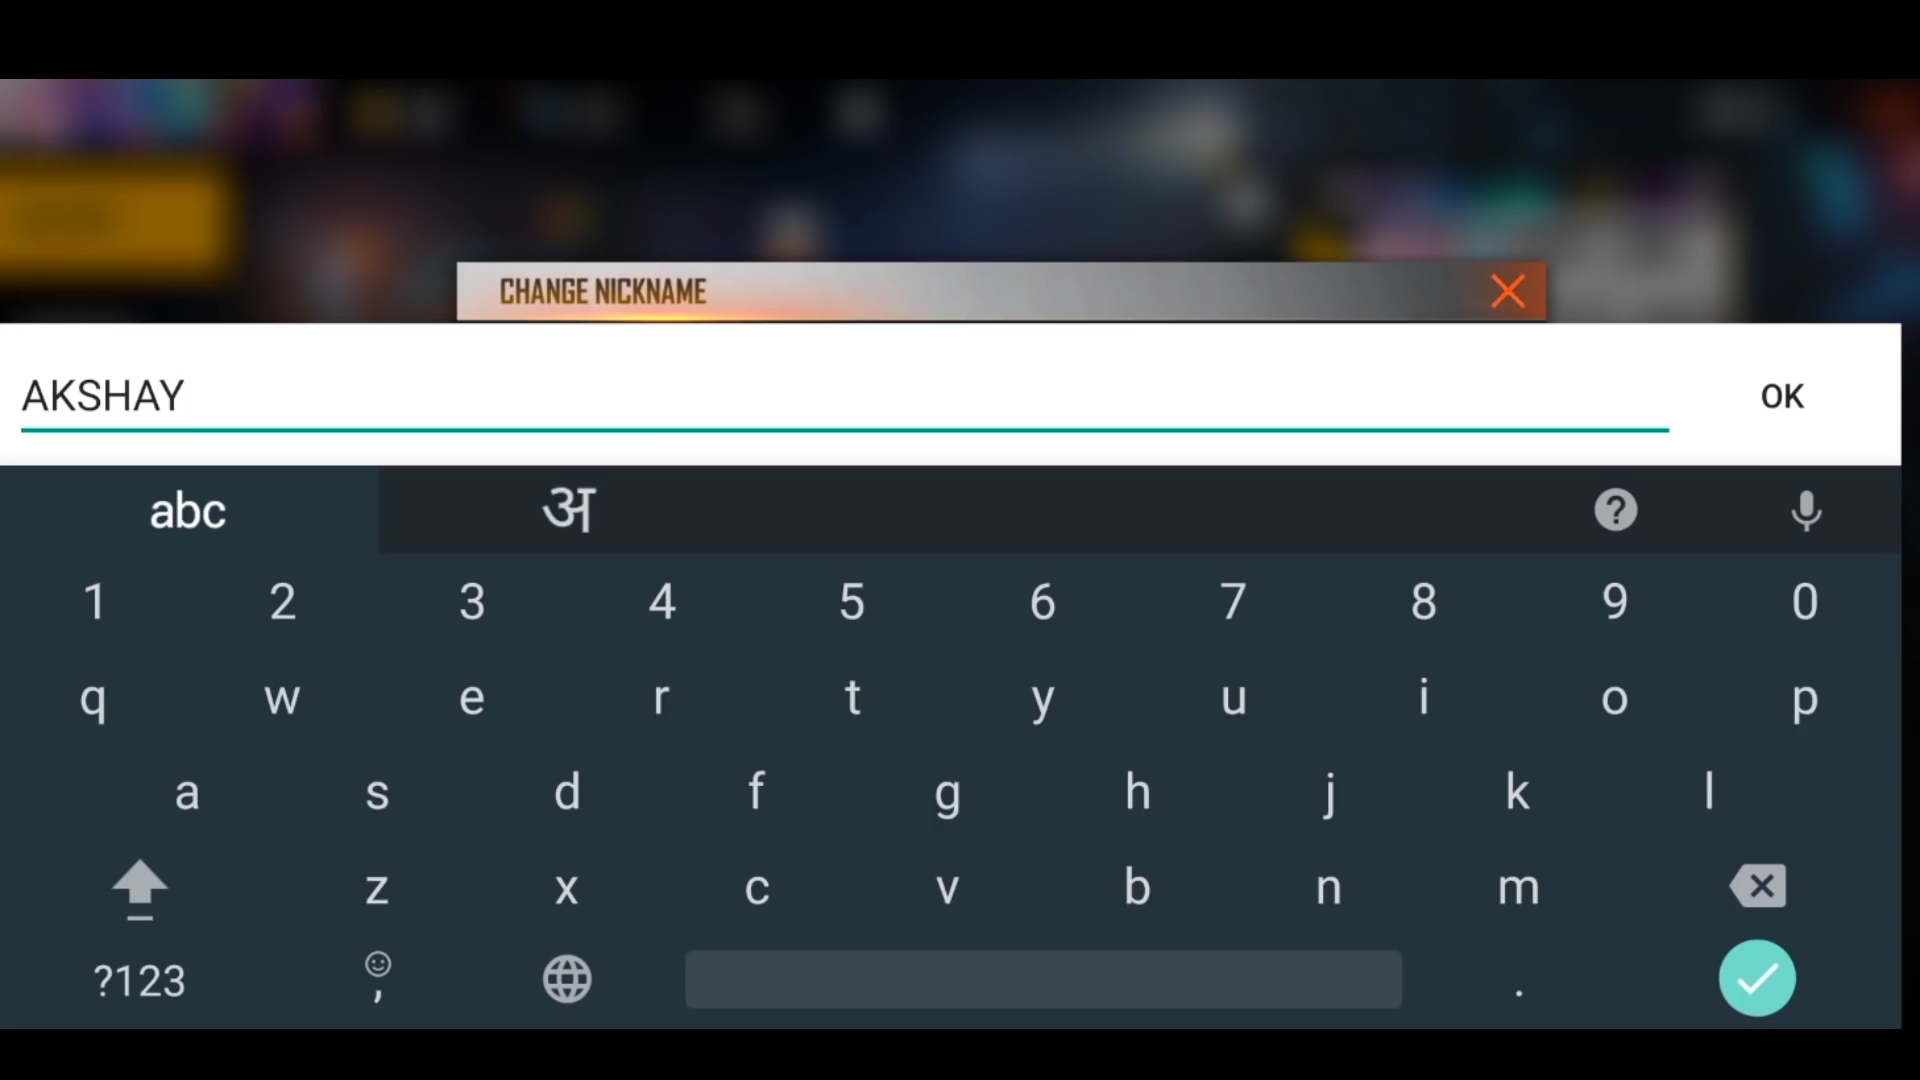 CHANGE NICKNAME
AKSHAY OK
abc अ ?
1 2 3 4 5 6 7 8 9 0
q w e r t y u i o p
a s d f g h j k l
z x c v b n m
?123 , .